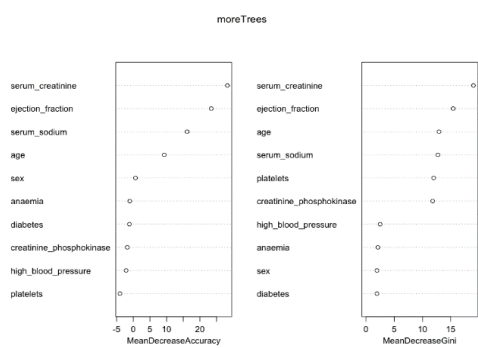 moreTrees
serum_creatinine
ejection_fraction
serum_sodium
age
sex
anaemia
diabetes
creatinine_phosphokinase
high_blood_pressure
platelets
-5 0 5 10 20
MeanDecreaseAccuracy
serum_creatinine
ejection_fraction
age
serum_sodium
platelets
creatinine_phosphokinase
high_blood_pressure
anaemia
sex
diabetes
0 5 10 15
MeanDecreaseGini